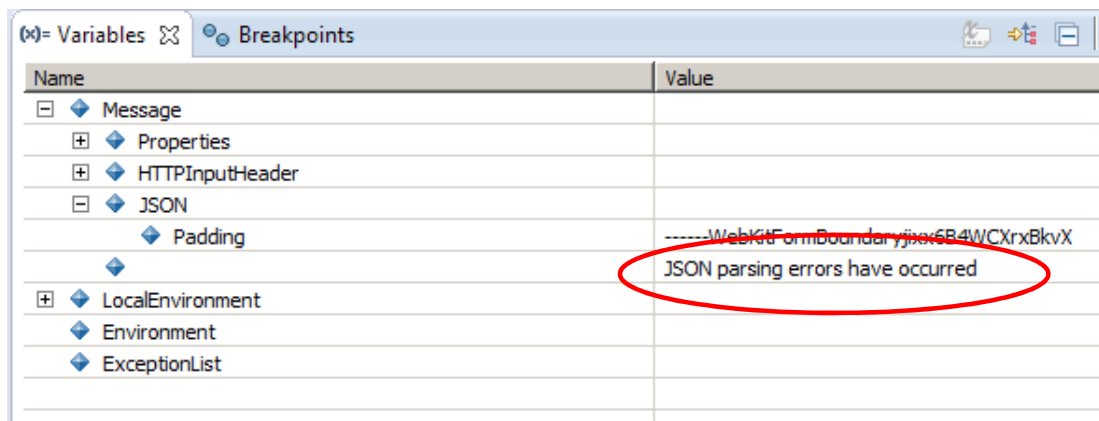 (x)= Variables Breakpoints
Name Value
Message
Properties
HTTPInputHeader
JSON
Padding ------WebKitFormBoundaryjixx6B4WCXrxBkvX
JSON parsing errors have occurred
LocalEnvironment
Environment
ExceptionList